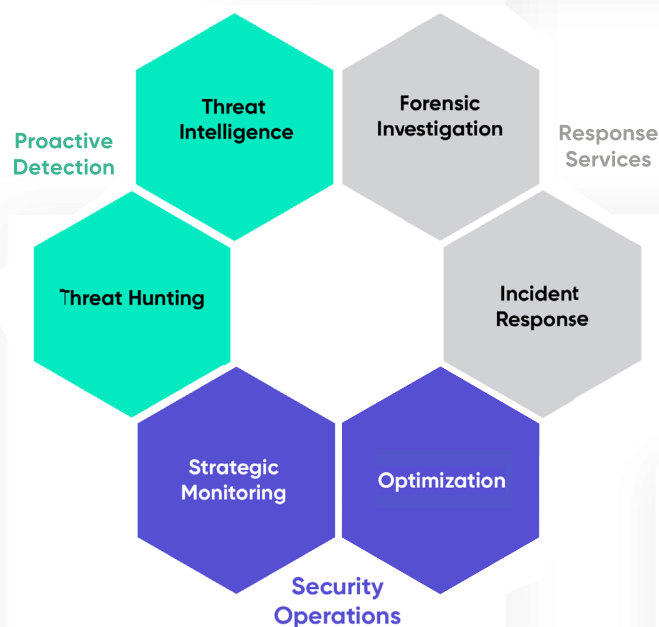 Threat
Intelligence
Forensic
Investigation
Proactive
Detection
Response
Services
Threat Hunting
Incident
Response
Strategic
Monitoring
Optimization
Security
Operations